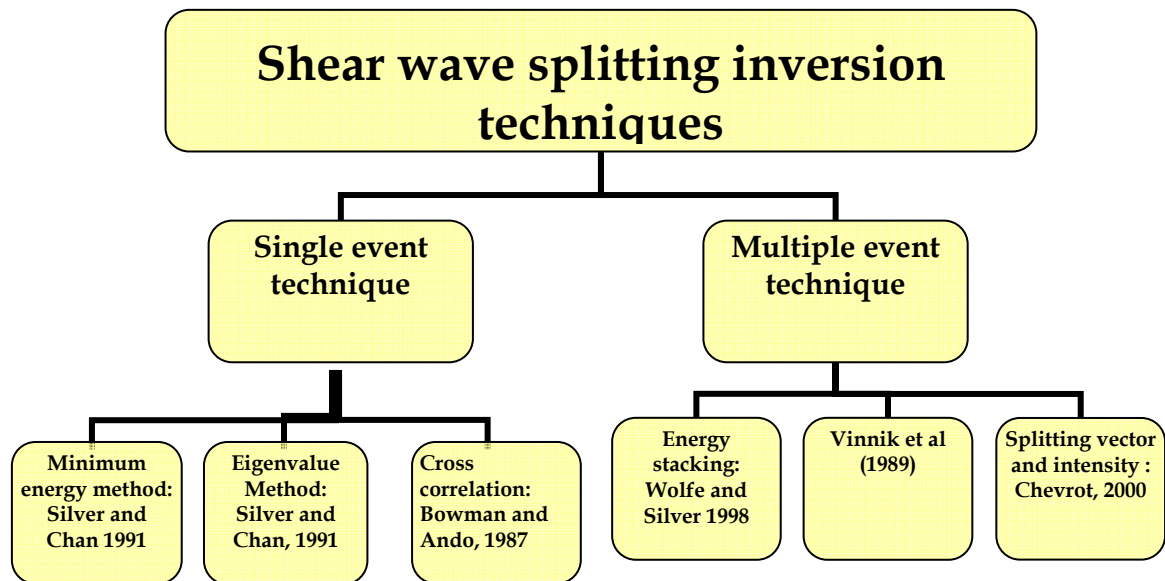 Shear wave splitting inversion
techniques
Single event
technique
Multiple event
technique
Minimum
energy method:
Silver and
Chan 1991
Eigenvalue
Method:
Silver and
Chan, 1991
Cross
correlation:
Bowman and
Ando, 1987
Energy
stacking:
Wolfe and
Silver 1998
Vinnik et al
(1989)
Splitting vector
and intensity :
Chevrot, 2000